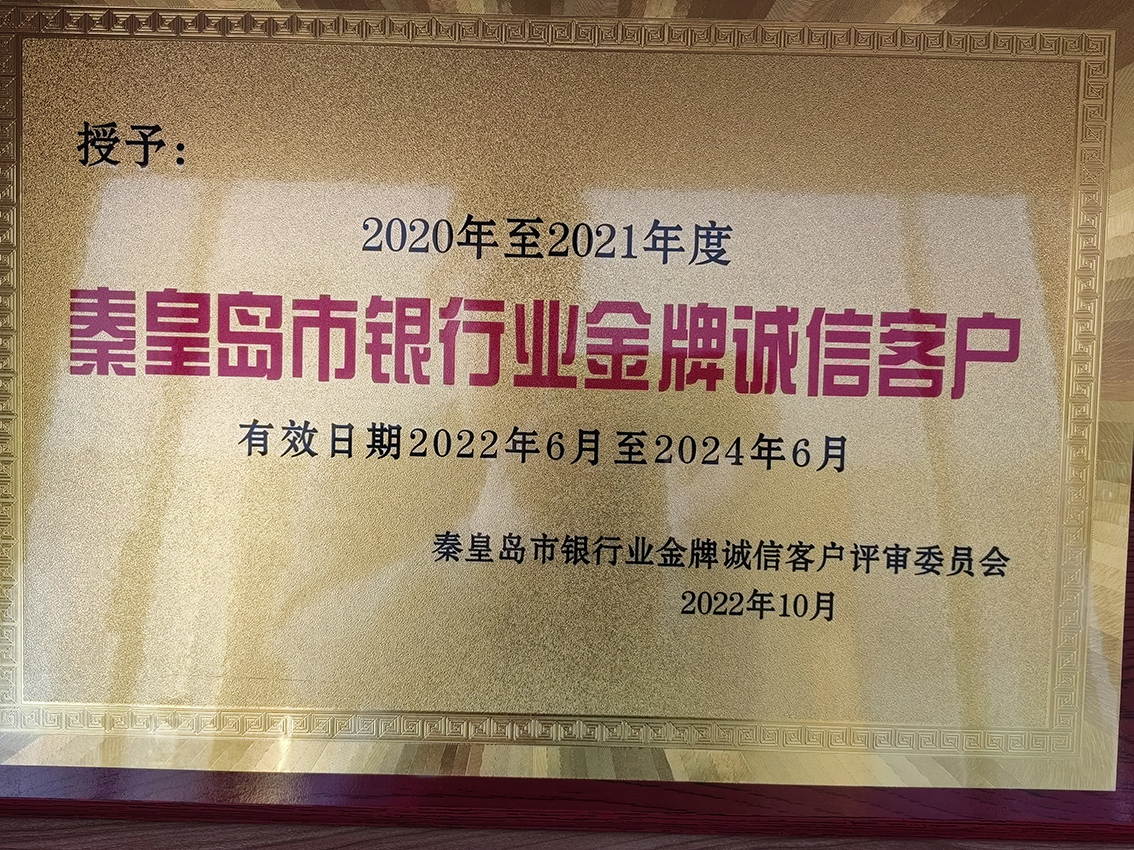 授予：
2020年至2021年度
秦皇岛市银行业金牌诚信客户
有效日期2022年6月至2024年6月
秦皇岛市银行业金牌诚信客户评审委员会
2022年10月